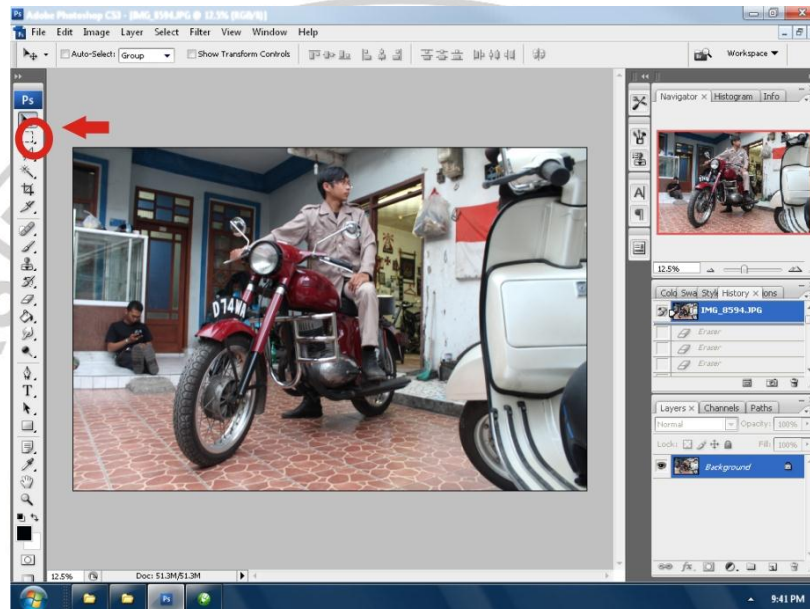 Adobe Photoshop CS3 - [IMG_8594.JPG @ 12.5% (RGB/8)]
File Edit Image Layer Select Filter View Window Help
Auto-Select: Group Show Transform Controls Workspace
Ps
Navigator Histogram Info
12.5%
Swa History
IMG_8594.JPG
Eraser
Eraser
Eraser
Layers Channels Paths
Normal Opacity: 100%
Lock: Fill: 100%
Background
D74WA
12.5% Doc: 51.3M/51.3M
Ps 9:41 PM